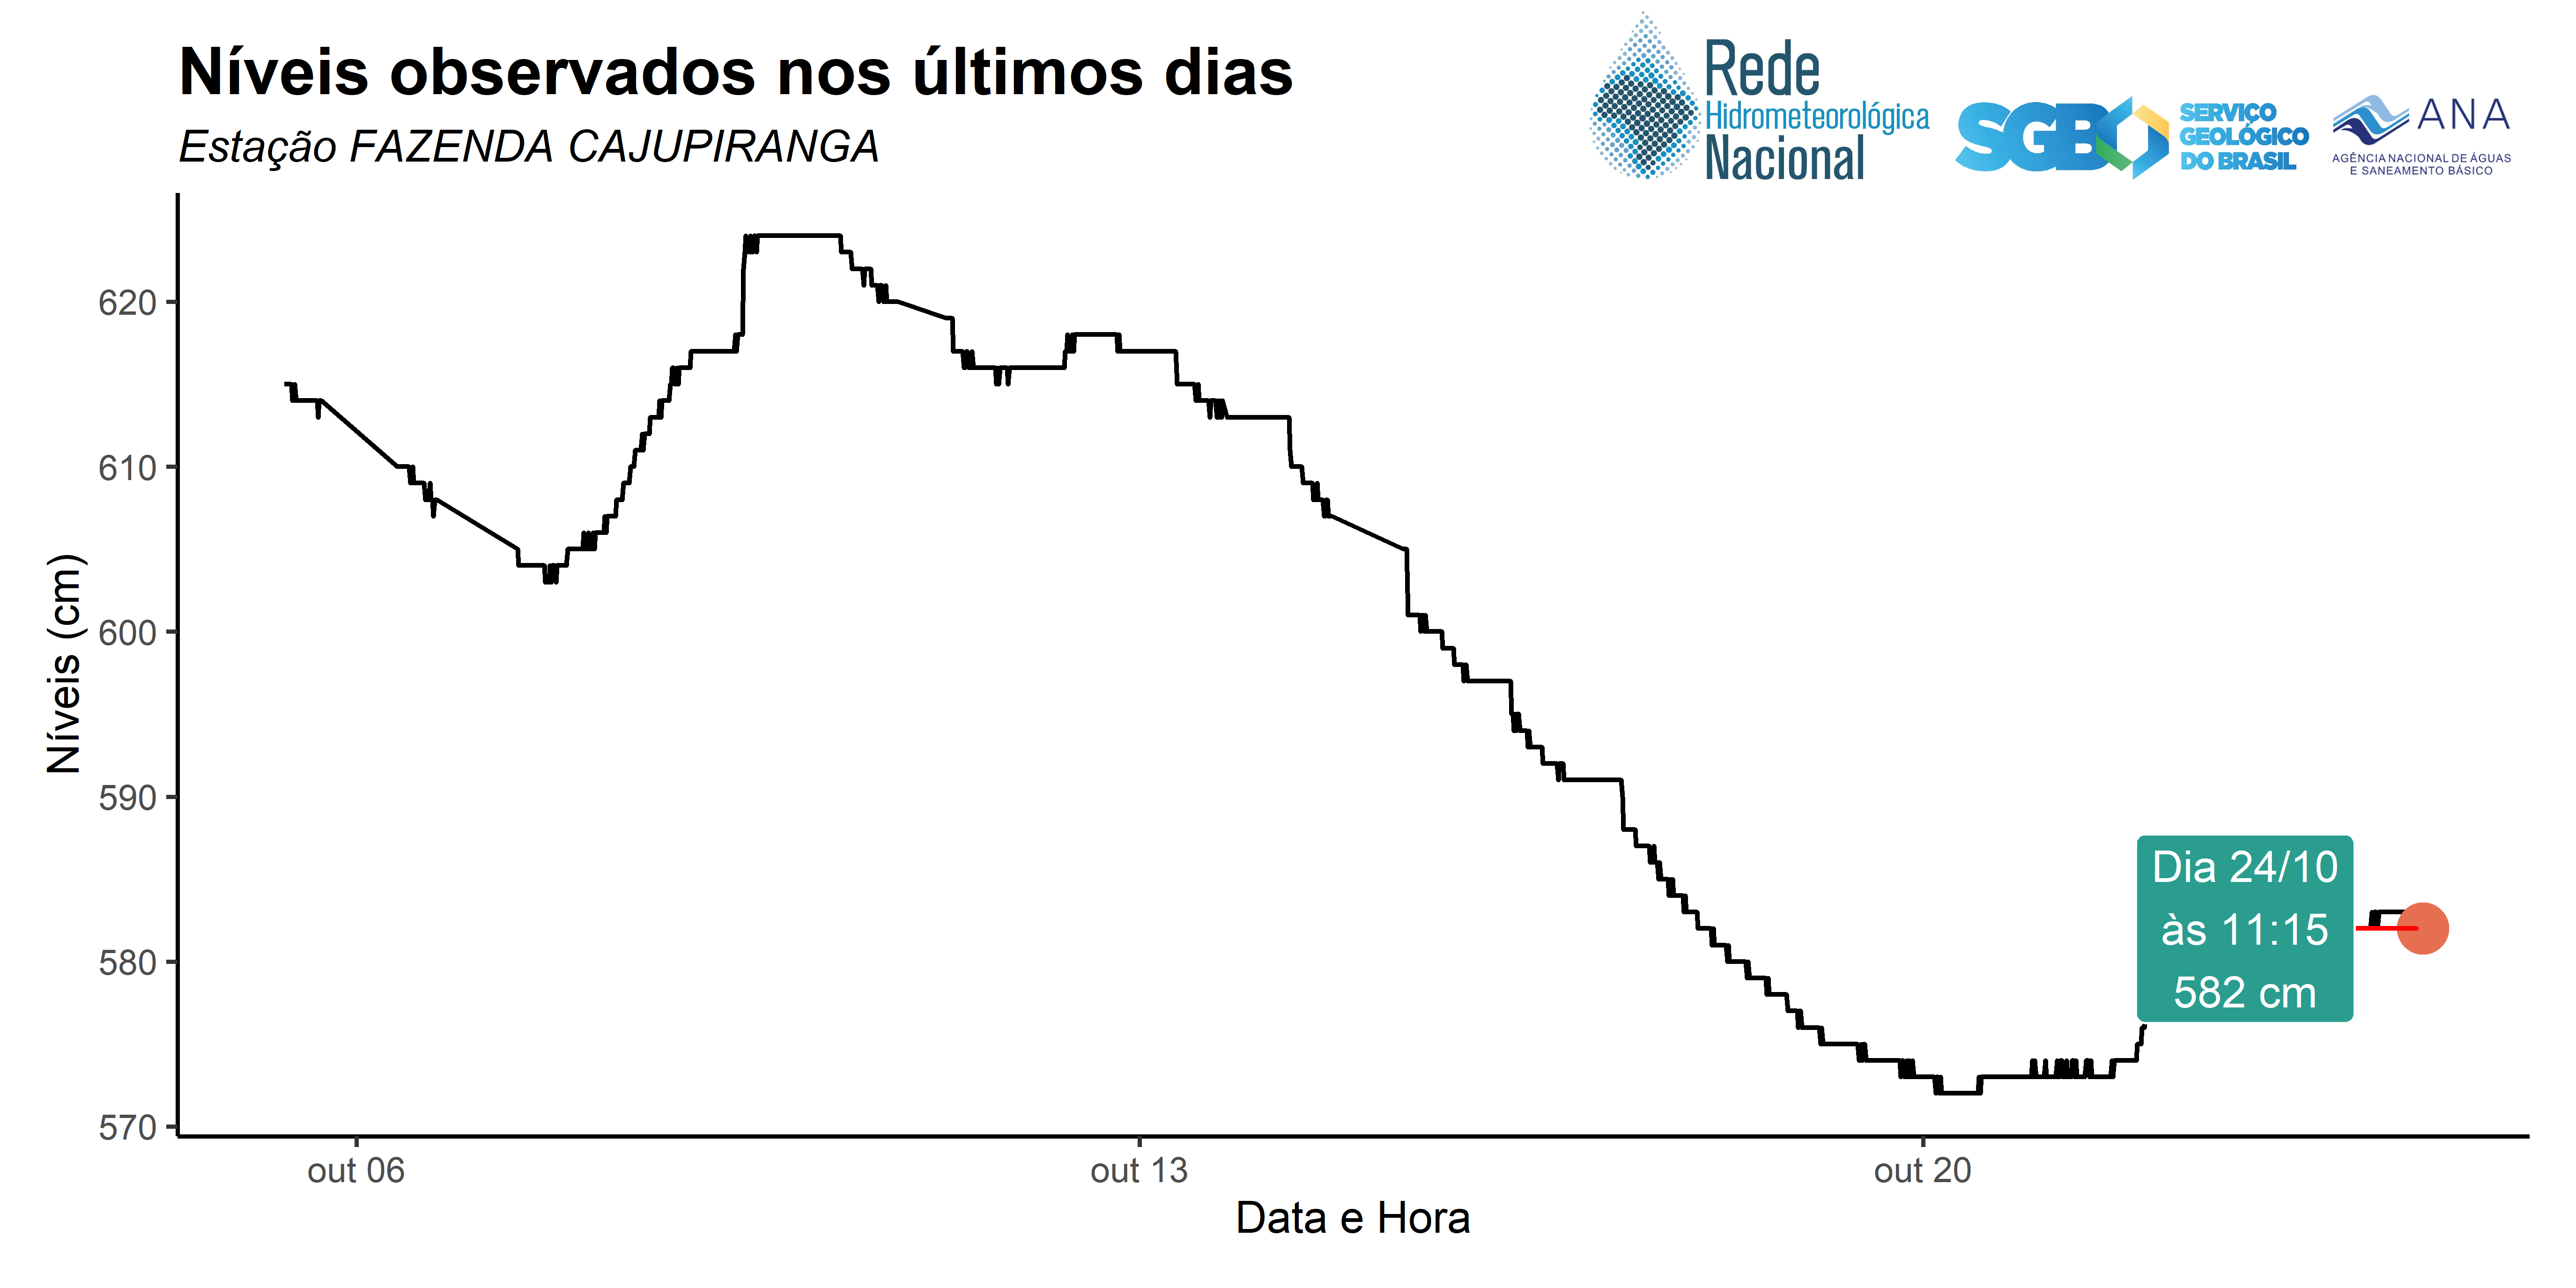 Níveis observados nos últimos dias
Estação FAZENDA CAJUPIRANGA
Rede
Hidrometeorológica
Nacional
SGB
SERVIÇO
GEOLÓGICO
DO BRASIL
ANA
AGÊNCIA NACIONAL DE ÁGUAS
E SANEAMENTO BÁSICO
Níveis (cm)
620
610
600
590
580
570
Dia 24/10
às 11:15
582 cm
out 06
out 13
out 20
Data e Hora